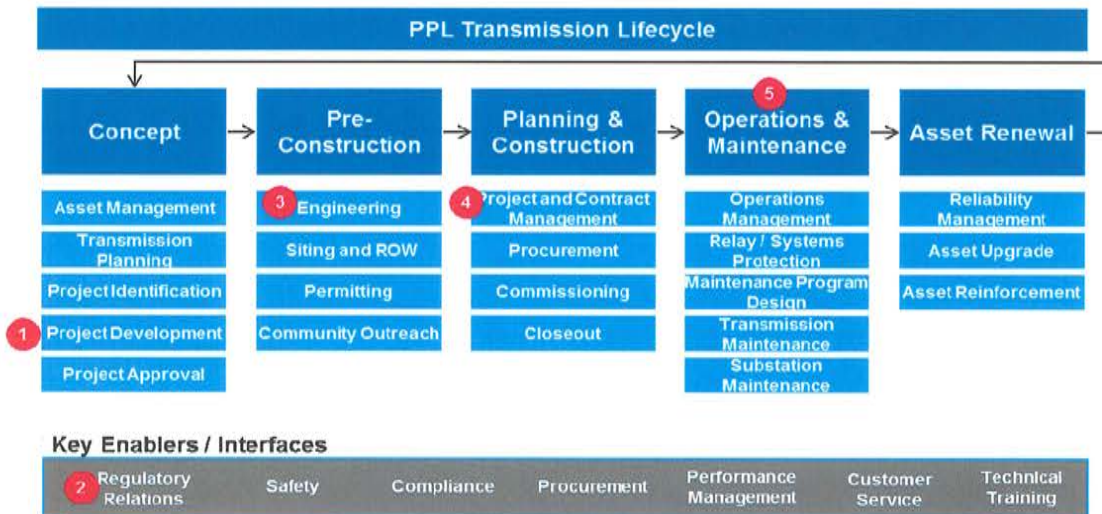 PPL Transmission Lifecycle
5
Concept
Pre-
Construction
Planning &
Construction
Operations &
Maintenance
Asset Renewal
Asset Management
Transmission
Planning
Project Identification
1
Project Development
Project Approval
3
Engineering
Siting and ROW
Permitting
Community Outreach
4
Project and Contract
Management
Procurement
Commissioning
Closeout
Operations
Management
Relay / Systems
Protection
Maintenance Program
Design
Transmission
Maintenance
Substation
Maintenance
Reliability
Management
Asset Upgrade
Asset Reinforcement
Key Enablers / Interfaces
2
Regulatory
Relations
Safety
Compliance
Procurement
Performance
Management
Customer
Service
Technical
Training